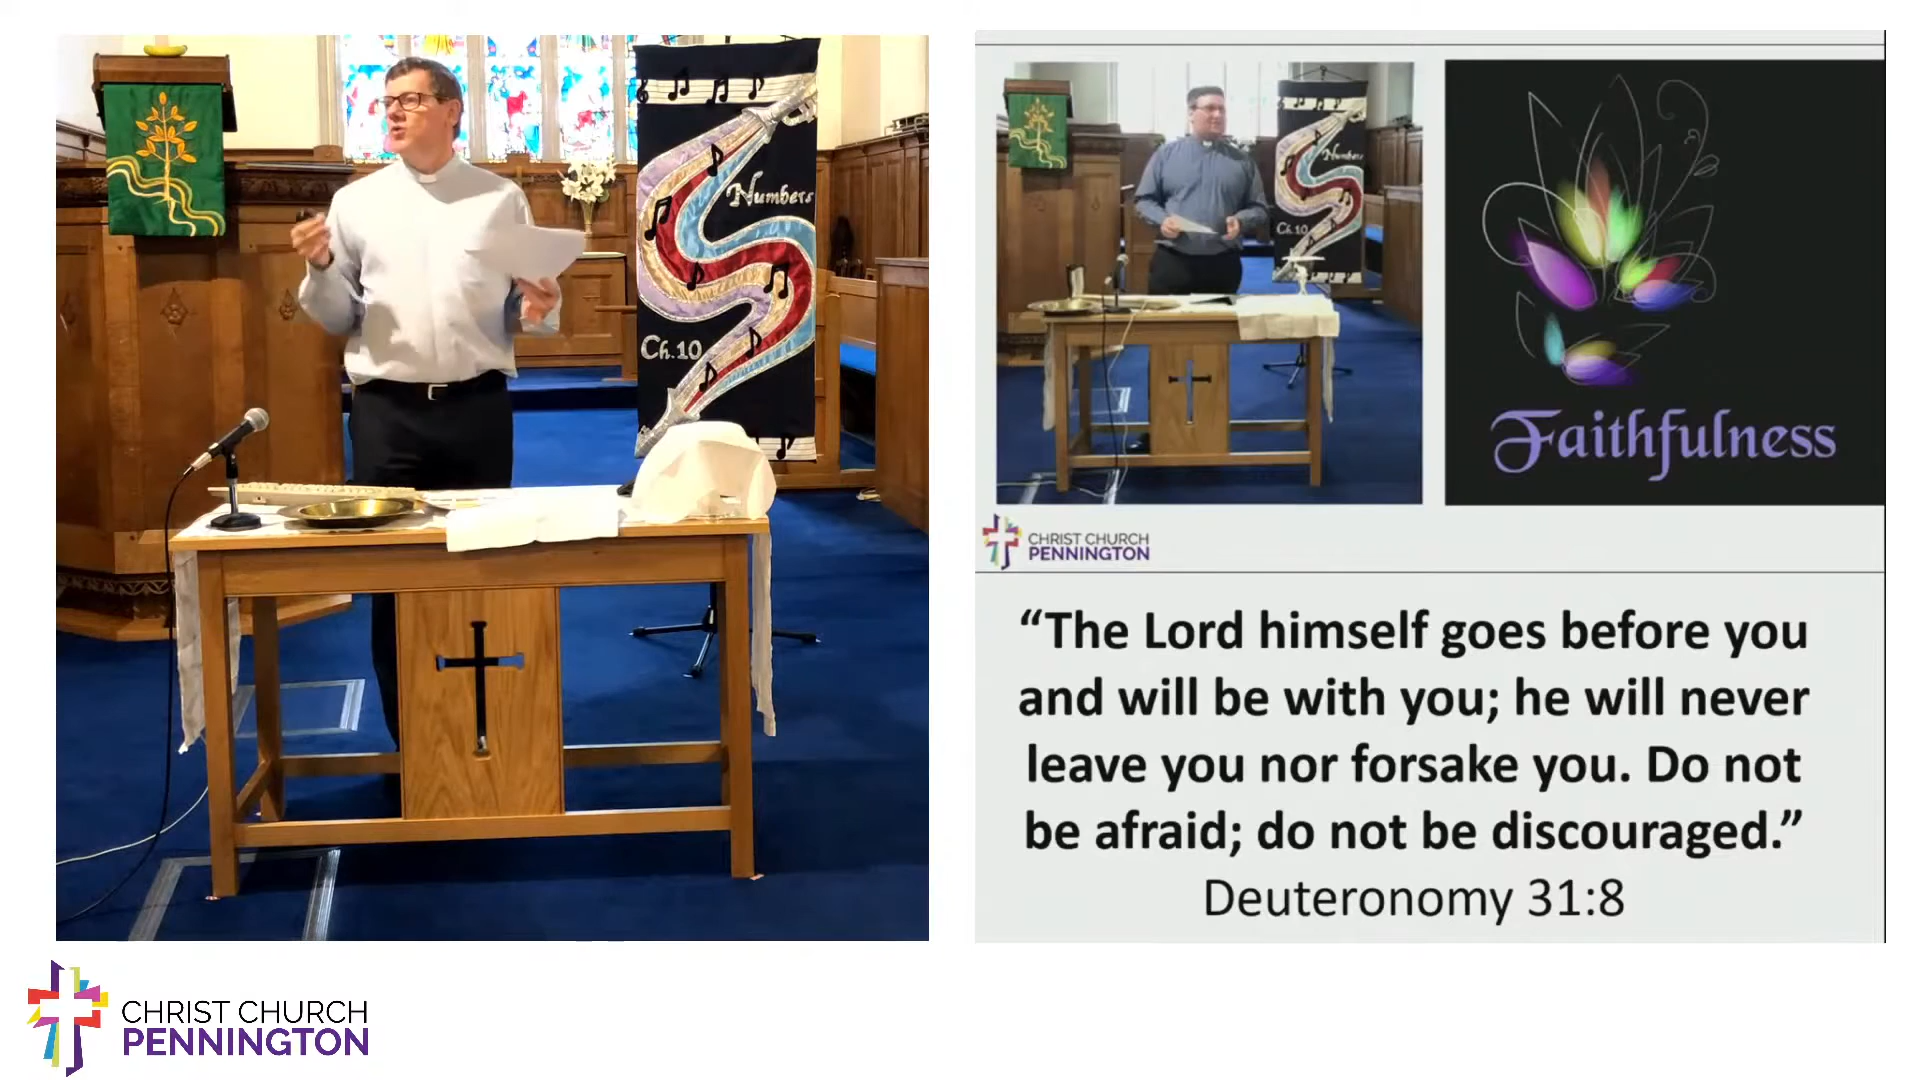 Numbers
Ch.10
Numbers
Ch.10
Faithfulness
CHRIST CHURCH
PENNINGTON
“The Lord himself goes before you
and will be with you; he will never
leave you nor forsake you. Do not
be afraid; do not be discouraged.”
Deuteronomy 31:8
CHRIST CHURCH
PENNINGTON